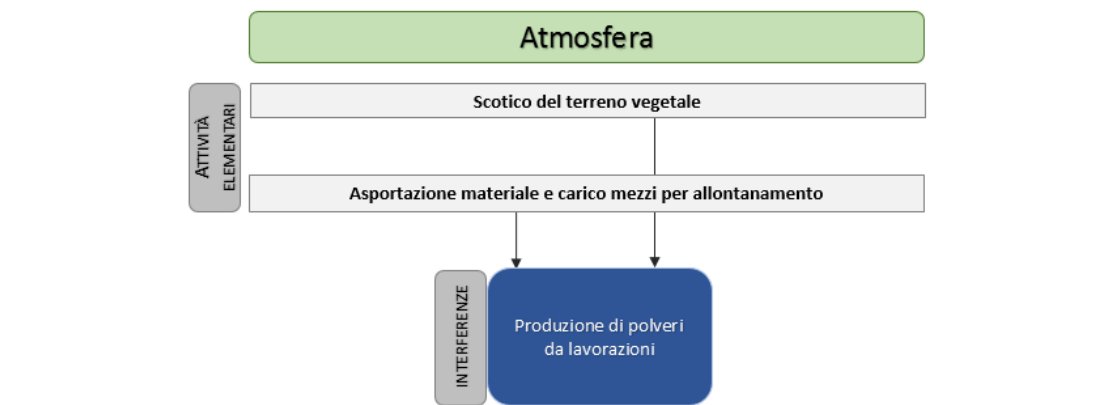 Atmosfera
ATTIVITÀ
ELEMENTARI
Scotico del terreno vegetale
Asportazione materiale e carico mezzi per allontanamento
INTERFERENZE
Produzione di polveri
da lavorazioni